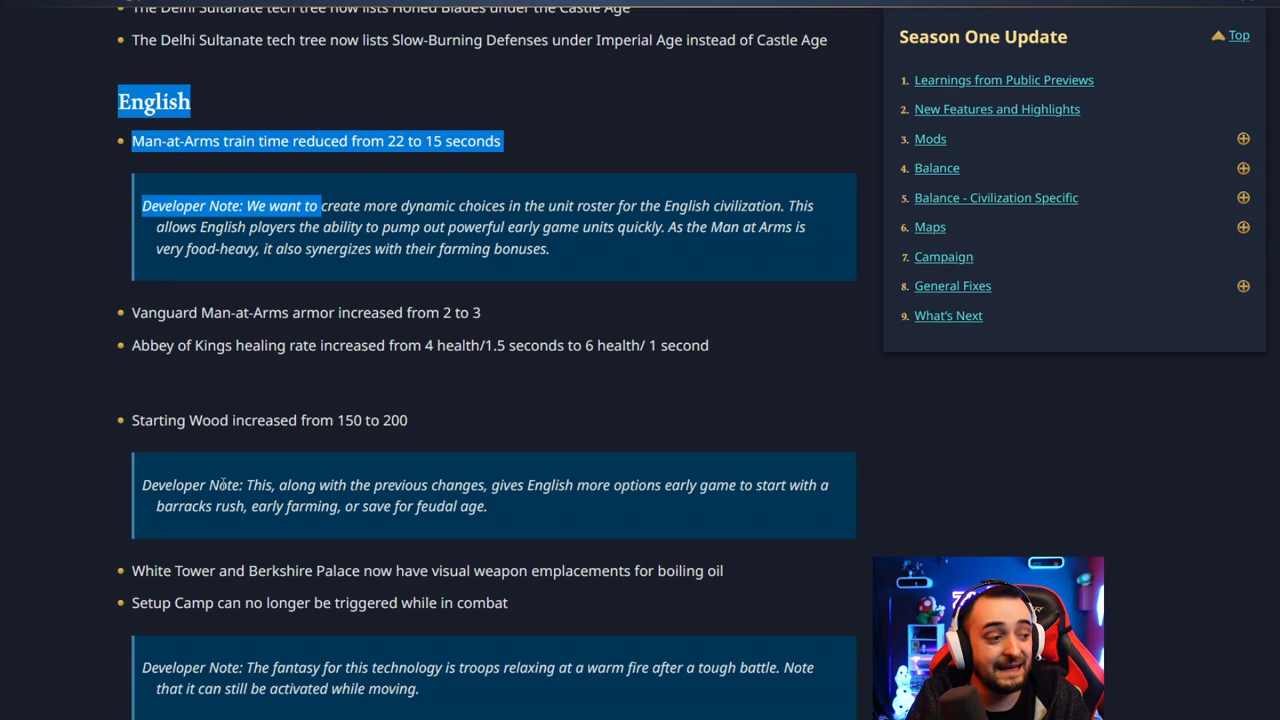 The Delhi Sultanate tech tree now lists Honed Blades under the Castle Age
The Delhi Sultanate tech tree now lists Slow-Burning Defenses under Imperial Age instead of Castle Age
English
Man-at-Arms train time reduced from 22 to 15 seconds
Developer Note: We want to create more dynamic choices in the unit roster for the English civilization. This
allows English players the ability to pump out powerful early game units quickly. As the Man at Arms is
very food-heavy, it also synergizes with their farming bonuses.
Vanguard Man-at-Arms armor increased from 2 to 3
Abbey of Kings healing rate increased from 4 health/1.5 seconds to 6 health/ 1 second
Starting Wood increased from 150 to 200
Developer Note: This, along with the previous changes, gives English more options early game to start with a
barracks rush, early farming, or save for feudal age.
White Tower and Berkshire Palace now have visual weapon emplacements for boiling oil
Setup Camp can no longer be triggered while in combat
Developer Note: The fantasy for this technology is troops relaxing at a warm fire after a tough battle. Note
that it can still be activated while moving.
Season One Update
Top
1. Learnings from Public Previews
2. New Features and Highlights
3. Mods
4. Balance
5. Balance - Civilization Specific
6. Maps
7. Campaign
8. General Fixes
9. What's Next